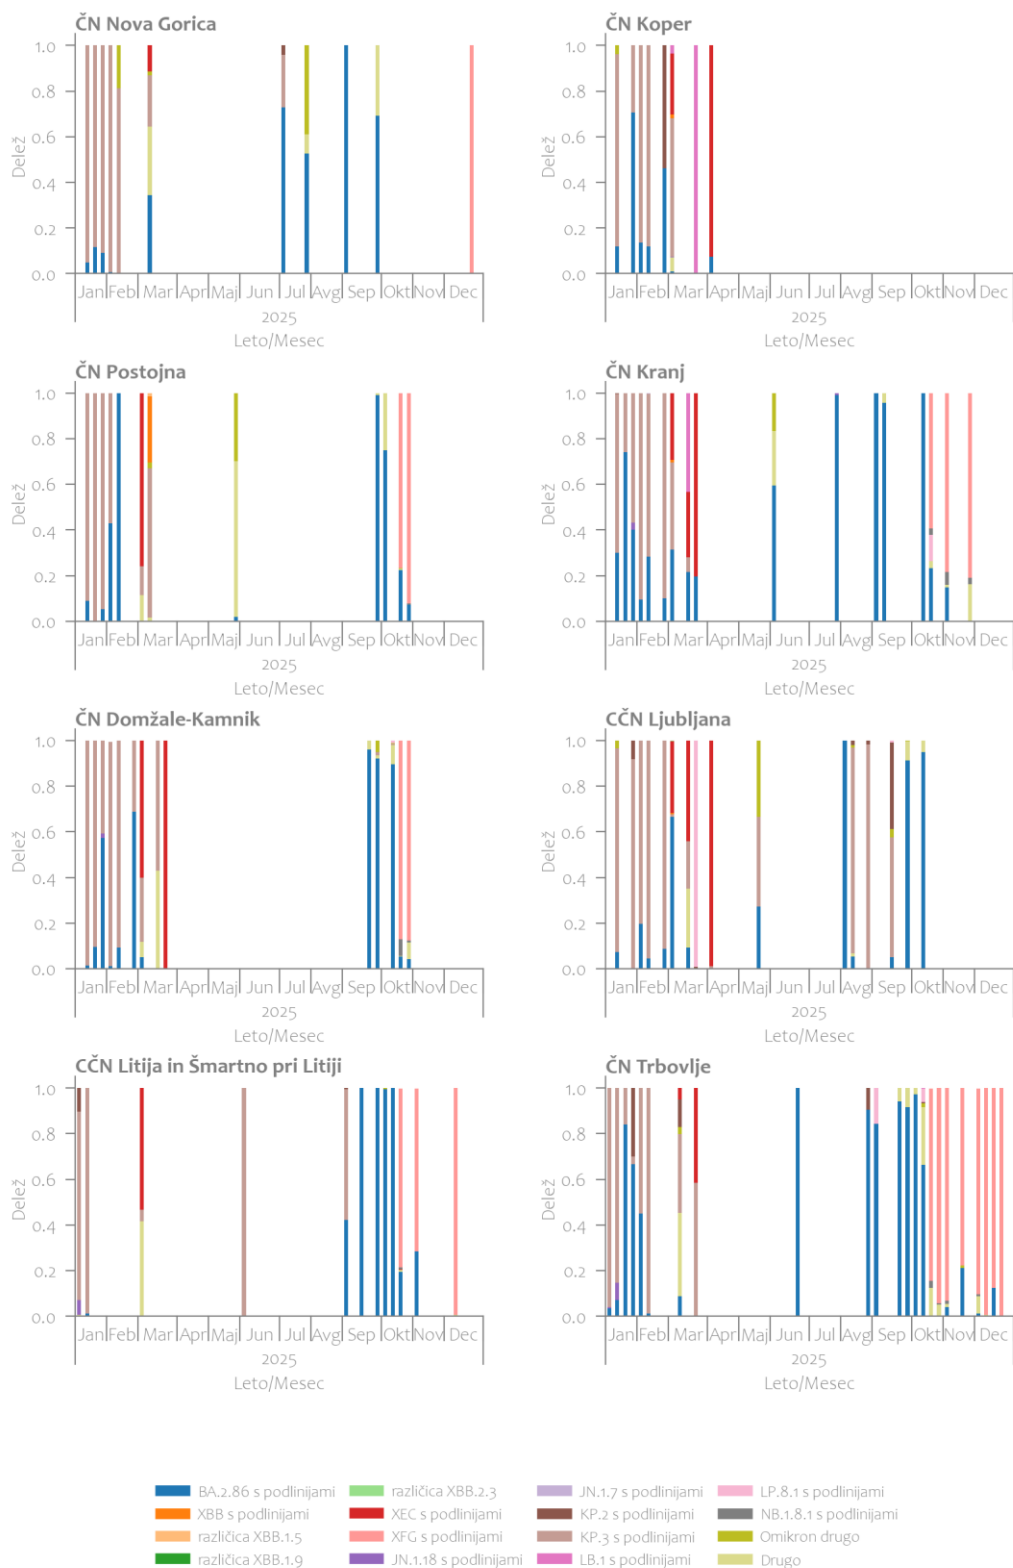 ČN Nova Gorica
ČN Koper
Delež
1.0
0.8
0.6
0.4
0.2
0.0
Jan Feb Mar Apr Maj Jun Jul Avg Sep Okt Nov Dec
2025
Leto/Mesec
Delež
1.0
0.8
0.6
0.4
0.2
0.0
Jan Feb Mar Apr Maj Jun Jul Avg Sep Okt Nov Dec
2025
Leto/Mesec
ČN Postojna
ČN Kranj
Delež
1.0
0.8
0.6
0.4
0.2
0.0
Jan Feb Mar Apr Maj Jun Jul Avg Sep Okt Nov Dec
2025
Leto/Mesec
Delež
1.0
0.8
0.6
0.4
0.2
0.0
Jan Feb Mar Apr Maj Jun Jul Avg Sep Okt Nov Dec
2025
Leto/Mesec
ČN Domžale-Kamnik
CČN Ljubljana
Delež
1.0
0.8
0.6
0.4
0.2
0.0
Jan Feb Mar Apr Maj Jun Jul Avg Sep Okt Nov Dec
2025
Leto/Mesec
Delež
1.0
0.8
0.6
0.4
0.2
0.0
Jan Feb Mar Apr Maj Jun Jul Avg Sep Okt Nov Dec
2025
Leto/Mesec
CČN Litija in Šmartno pri Litiji
ČN Trbovlje
Delež
1.0
0.8
0.6
0.4
0.2
0.0
Jan Feb Mar Apr Maj Jun Jul Avg Sep Okt Nov Dec
2025
Leto/Mesec
Delež
1.0
0.8
0.6
0.4
0.2
0.0
Jan Feb Mar Apr Maj Jun Jul Avg Sep Okt Nov Dec
2025
Leto/Mesec
BA.2.86 s podlinijami
XBB s podlinijami
različica XBB.1.5
različica XBB.1.9
različica XBB.2.3
XEC s podlinijami
XFG s podlinijami
JN.1.18 s podlinijami
JN.1.7 s podlinijami
KP.2 s podlinijami
KP.3 s podlinijami
LB.1 s podlinijami
LP.8.1 s podlinijami
NB.1.8.1 s podlinijami
Omikron drugo
Drugo